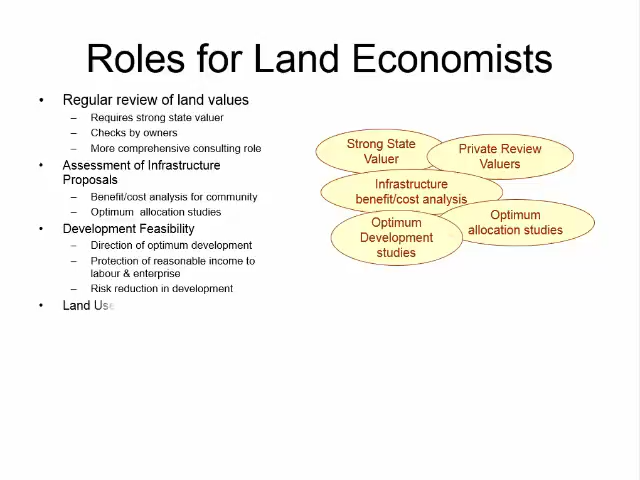 Roles for Land Economists
• Regular review of land values
– Requires strong state valuer
– Checks by owners
– More comprehensive consulting role
• Assessment of Infrastructure
Proposals
– Benefit/cost analysis for community
– Optimum allocation studies
• Development Feasibility
– Direction of optimum development
– Protection of reasonable income to
labour & enterprise
– Risk reduction in development
• Land Use
Strong State
Valuer
Private Review
Valuers
Infrastructure
benefit/cost analysis
Optimum
allocation studies
Optimum
Development
studies